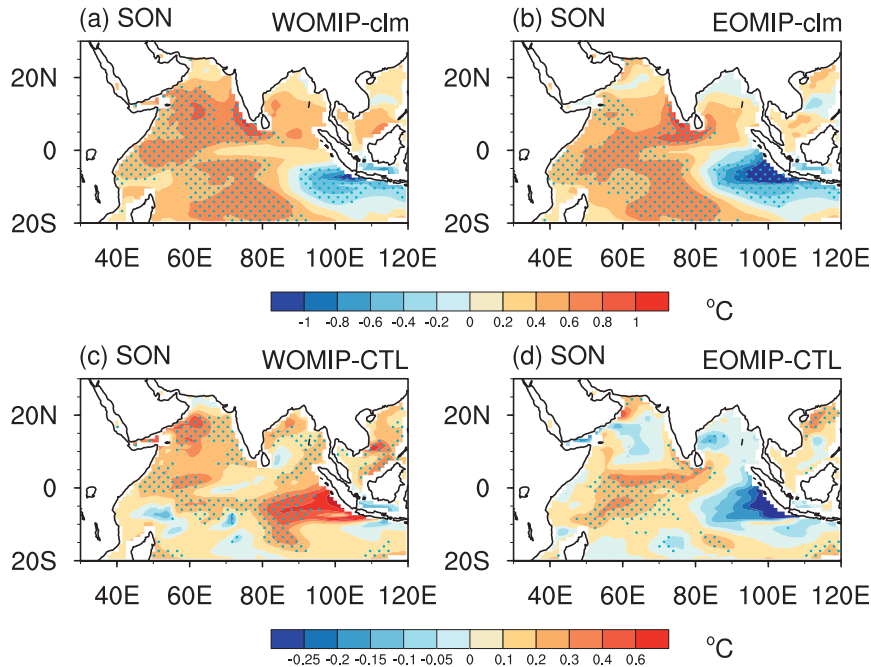 (a) SON WOMIP-clm
(b) EOMIP-clm
SON
20N
0
20S
40E 60E 80E 100E 120E
20N
0
20S
40E 60E 80E 100E 120E
-1 -0.8 -0.6 -0.4 -0.2 0 0.2 0.4 0.6 0.8 1
°C
(c) SON WOMIP-CTL
(d) SON EOMIP-CTL
20N
0
20S
40E 60E 80E 100E 120E
20N
0
20S
40E 60E 80E 100E 120E
-0.25 -0.2 -0.15 -0.1 -0.05 0 0.1 0.2 0.3 0.4 0.6
°C